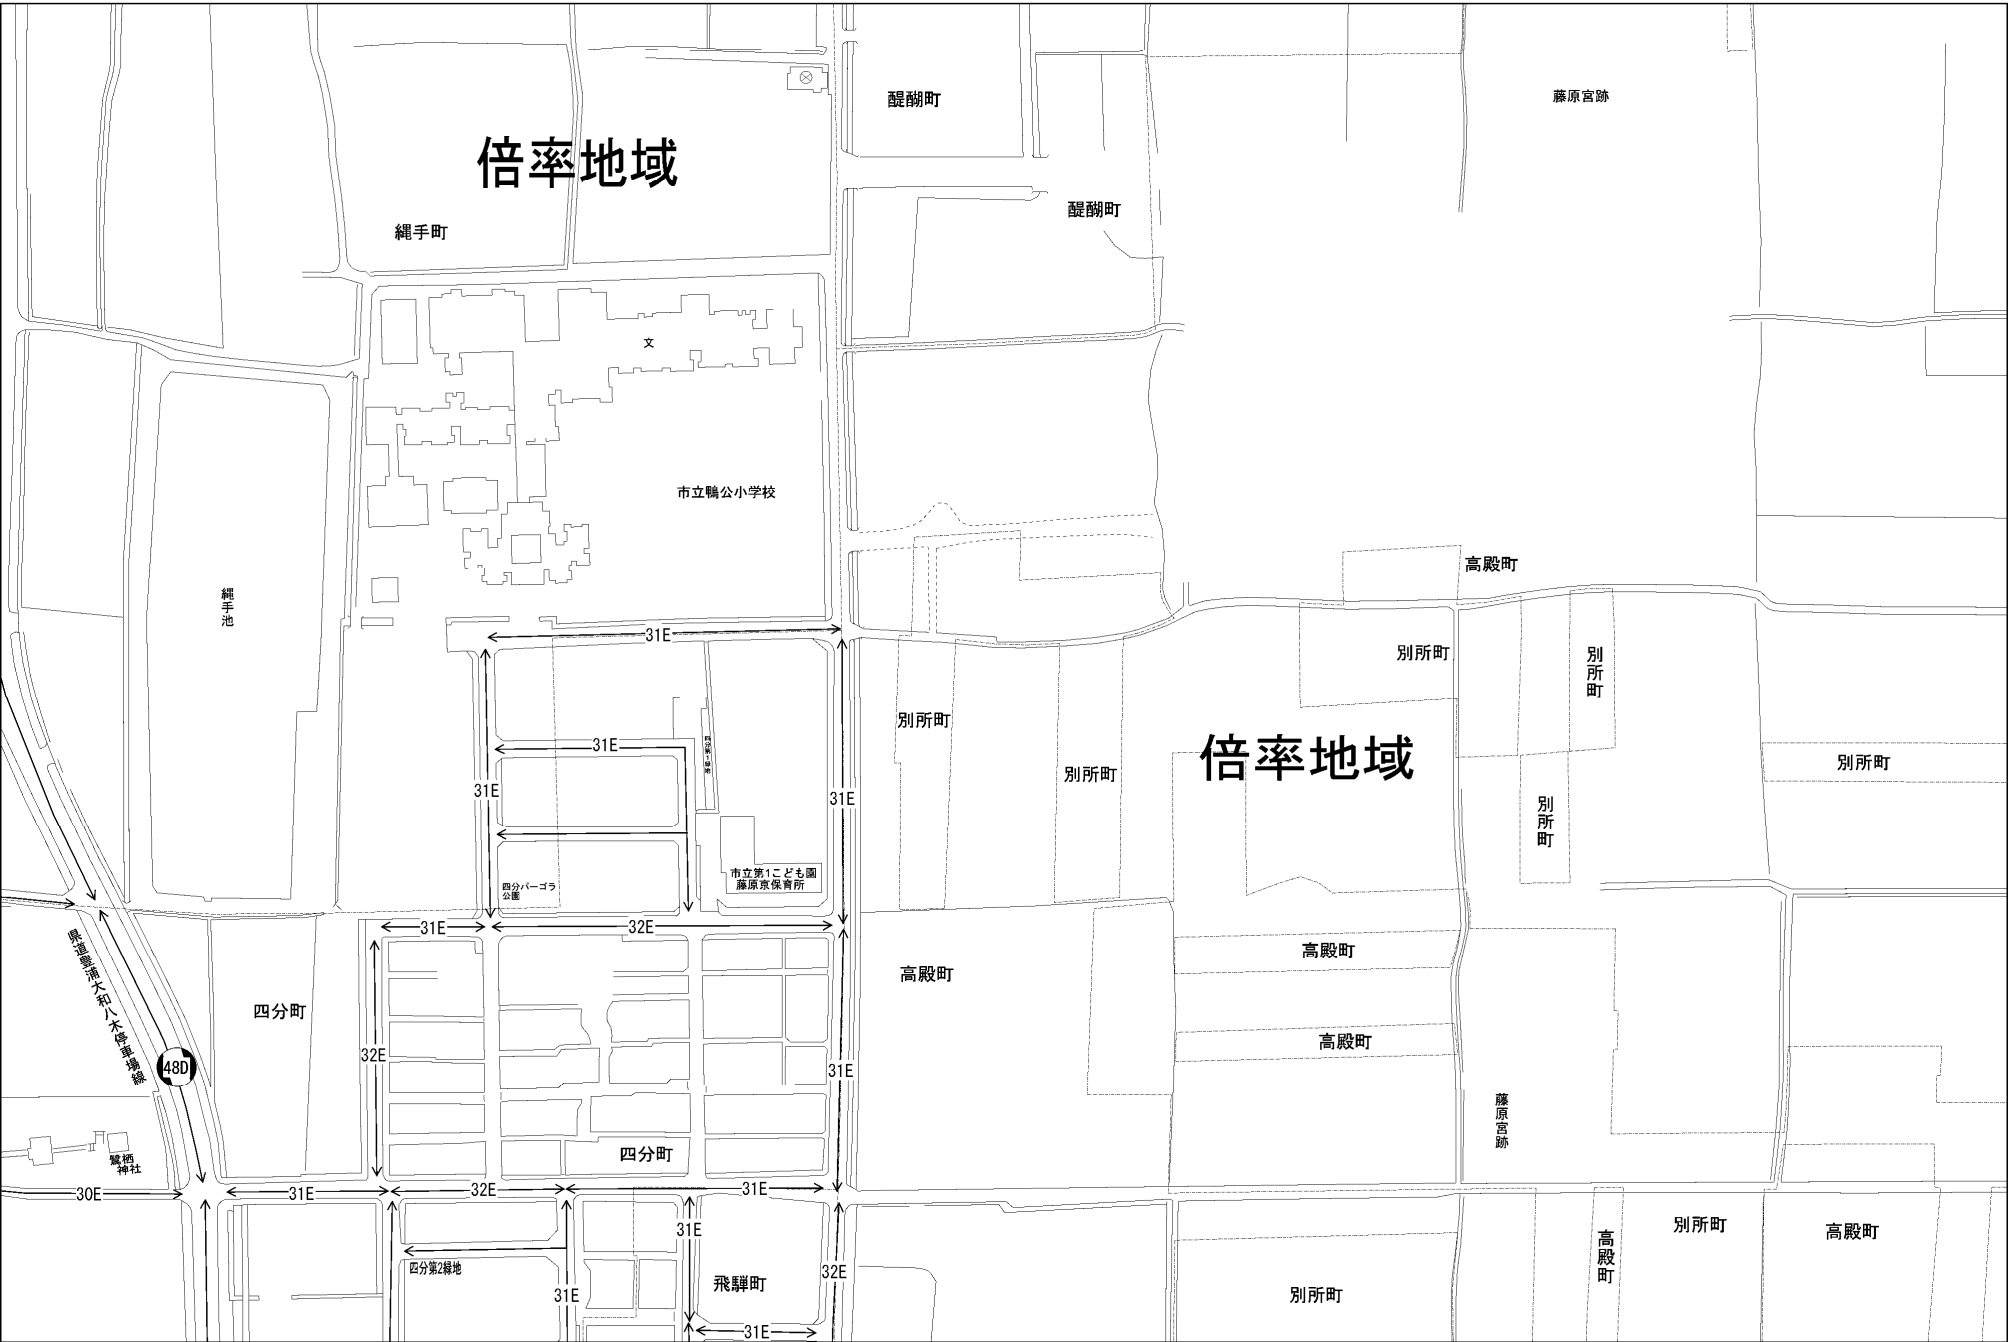 醍醐町
藤原宮跡
倍率地域
醍醐町
縄手町
文
市立鴨公小学校
高殿町
縄手池
31E
別所町
別所町
別所町
31E
四分第1緑地
倍率地域
別所町
別所町
31E
31E
別所町
市立第1こども園
藤原京保育所
四分パーゴラ
公園
31E
32E
県道豊浦大和八木停車場線
高殿町
高殿町
四分町
高殿町
32E
48D
31E
藤原宮跡
四分町
鷺栖
神社
30E
31E
32E
31E
31E
別所町
高殿町
高殿町
四分第2緑地
32E
飛騨町
31E
別所町
31E